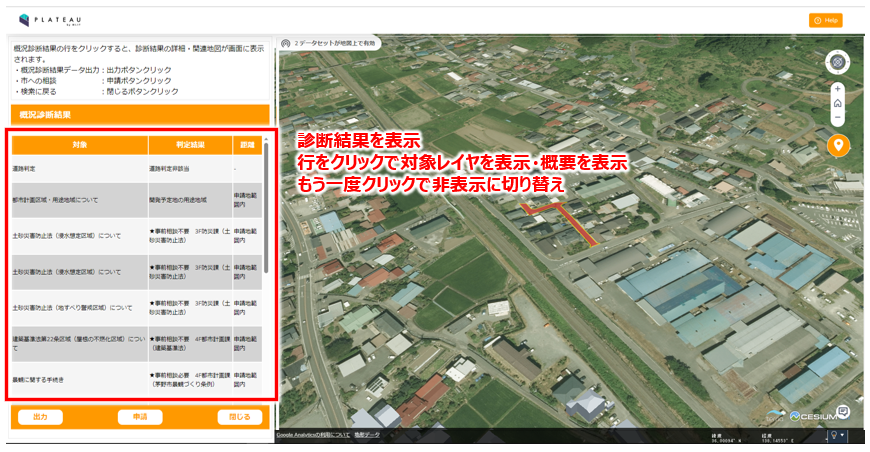 PLATEAU
by MLIT
Help
概況診断結果の行をクリックすると、診断結果の詳細・関連地図が画面に表示
されます。
・概況診断結果データ出力：出力ボタンクリック
・市への相談　　　　　　：申請ボタンクリック
・検索に戻る　　　　　　：閉じるボタンクリック
2 データセットが地図上で有効
概況診断結果
対象 判定結果 距離
道路判定 道路判定非該当 -
都市計画区域・用途地域について 開発予定地の用途地域 申請地範囲内
土砂災害防止法（浸水想定区域）について ★事前相談不要　3F防災課（土砂災害防止法） 申請地範囲内
土砂災害防止法（浸水想定区域）について ★事前相談不要　3F防災課（土砂災害防止法） 申請地範囲内
土砂災害防止法（地すべり警戒区域）について ★事前相談不要　3F防災課（土砂災害防止法） 申請地範囲内
建築基準法第22条区域（屋根の不燃化区域）について ★事前相談不要　4F都市計画課（建築基準法） 申請地範囲内
景観に関する手続き ★事前相談必要　4F都市計画課（茅野市景観づくり条例） 申請地範囲内
診断結果を表示
行をクリックで対象レイヤを表示・概要を表示
もう一度クリックで非表示に切り替え
出力 申請 閉じる
CESIUM
Google Analyticsの利用について 地理データ